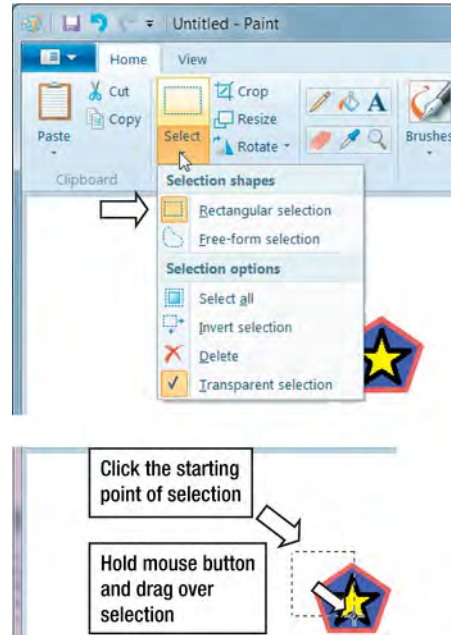 Untitled - Paint
Home View
Cut
Copy
Paste
Clipboard
Select
Crop
Resize
Rotate
A
Brushes
Selection shapes
Rectangular selection
Free-form selection
Selection options
Select all
Invert selection
Delete
Transparent selection
Click the starting
point of selection
Hold mouse button
and drag over
selection